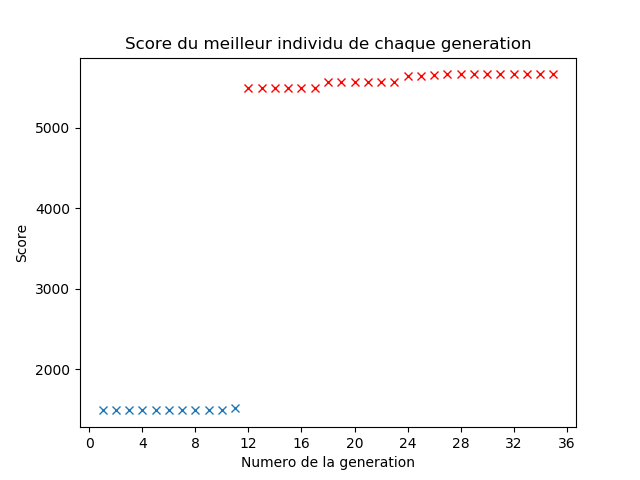 Score du meilleur individu de chaque generation
5000
4000
3000
2000
Score
0 4 8 12 16 20 24 28 32 36
Numero de la generation